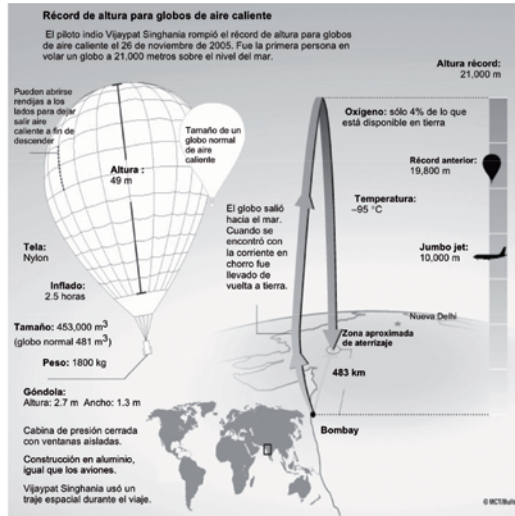 Récord de altura para globos de aire caliente
El piloto indio Vijaypat Singhania rompió el récord de altura para globos
de aire caliente el 26 de noviembre de 2005. Fue la primera persona en
volar un globo a 21,000 metros sobre el nivel del mar.
Altura récord:
21,000 m
Pueden abrirse
rendijas a los
lados para dejar
salir aire
caliente a fin de
descender
Tamaño de un
globo normal
de aire
caliente
Altura :
49 m
Oxígeno: sólo 4% de lo que
está disponible en tierra
Récord anterior:
19,800 m
Temperatura:
–95 °C
El globo salió
hacia el mar.
Cuando se
encontró con
la corriente en
chorro fue
llevado de
vuelta a tierra.
Jumbo jet:
10,000 m
Tela:
Nylon
Inflado:
2.5 horas
Tamaño: 453,000 m3
(globo normal 481 m3)
Peso: 1800 kg
Nueva Delhi
Zona aproximada
de aterrizaje
483 km
Bombay
Góndola:
Altura: 2.7 m Ancho: 1.3 m
Cabina de presión cerrada
con ventanas aisladas.
Construcción en aluminio,
igual que los aviones.
Vijaypat Singhania usó un
traje espacial durante el viaje.